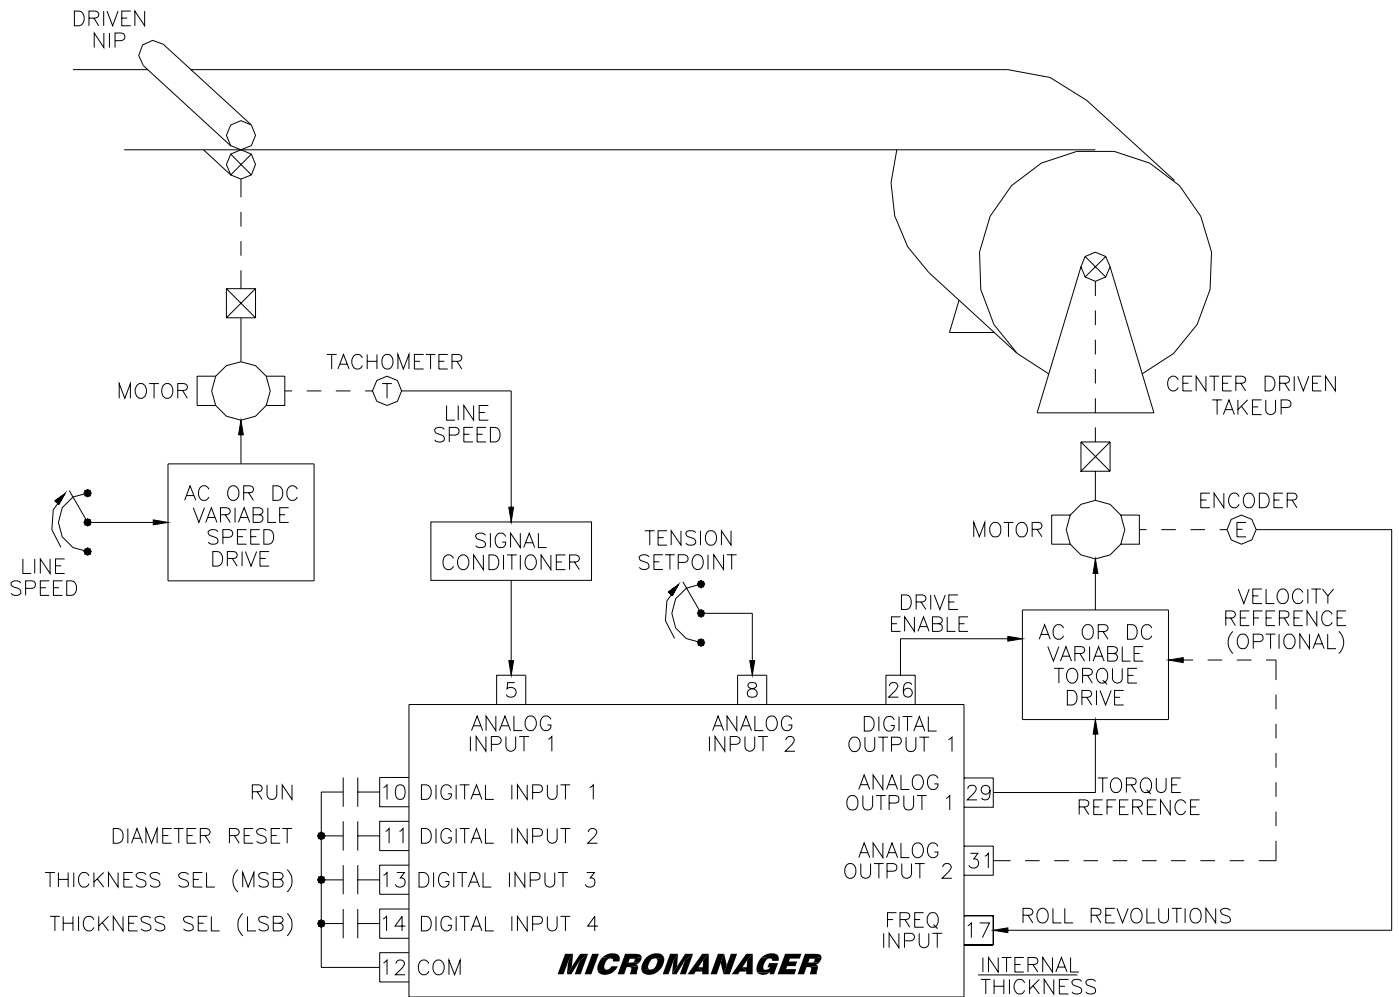 DRIVEN
NIP
TACHOMETER
MOTOR
T
LINE
SPEED
CENTER DRIVEN
TAKEUP
AC OR DC
VARIABLE
SPEED
DRIVE
LINE
SPEED
SIGNAL
CONDITIONER
TENSION
SETPOINT
MOTOR
ENCODER
E
DRIVE
ENABLE
AC OR DC
VARIABLE
TORQUE
DRIVE
VELOCITY
REFERENCE
(OPTIONAL)
5
8
26
ANALOG
INPUT 1
ANALOG
INPUT 2
DIGITAL
OUTPUT 1
RUN
10
DIGITAL INPUT 1
ANALOG
OUTPUT 1
29
TORQUE
REFERENCE
DIAMETER RESET
11
DIGITAL INPUT 2
ANALOG
OUTPUT 2
31
THICKNESS SEL (MSB)
13
DIGITAL INPUT 3
THICKNESS SEL (LSB)
14
DIGITAL INPUT 4
FREQ
INPUT
17
ROLL REVOLUTIONS
12
COM
MICROMANAGER
INTERNAL
THICKNESS